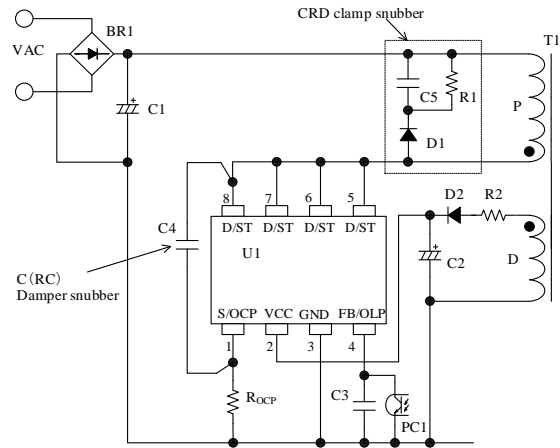 CRD clamp snubber
BR1
T1
VAC
C5
R1
C1
P
D1
8
7
6
5
D2
R2
C4
D/ST
D/ST
D/ST
D/ST
U1
C2
D
C(RC)
Damper snubber
S/OCP
VCC
GND
FB/OLP
1
2
3
4
ROCP
C3
PC1